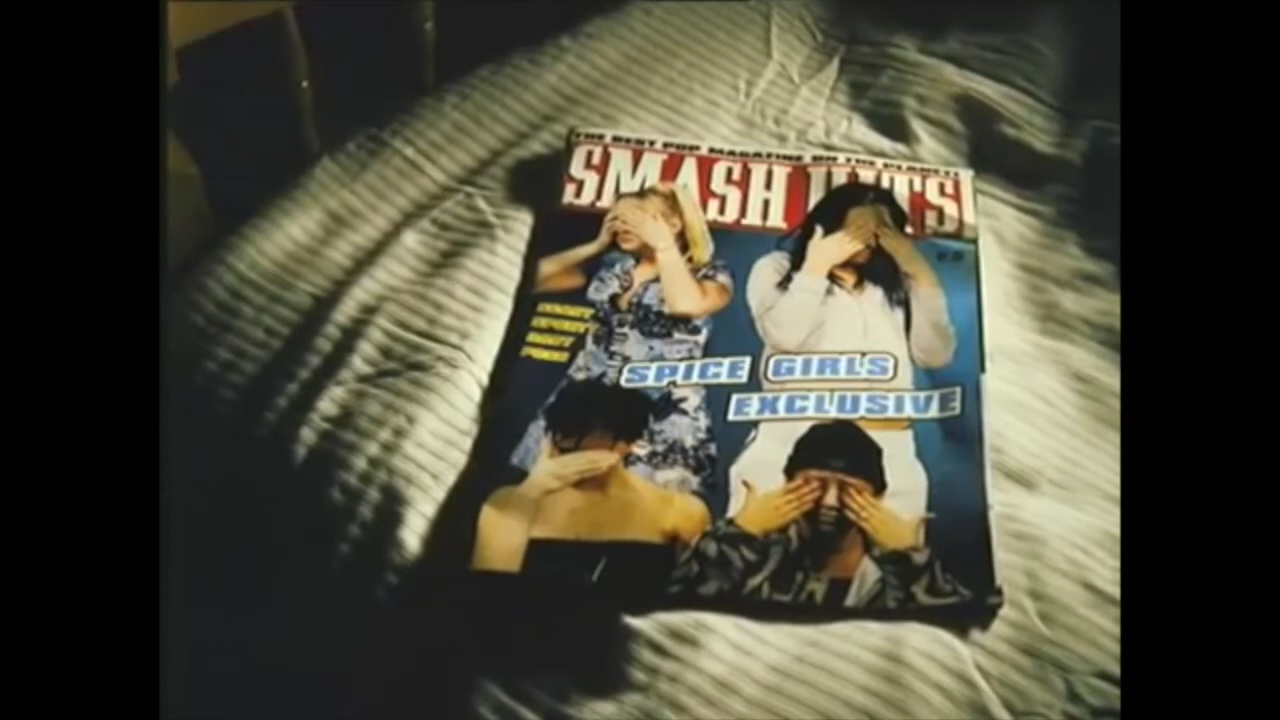 THE BEST POP MAGAZINE ON THE PLANET!
SMASH HITS!
SPICE GIRLS
EXCLUSIVE